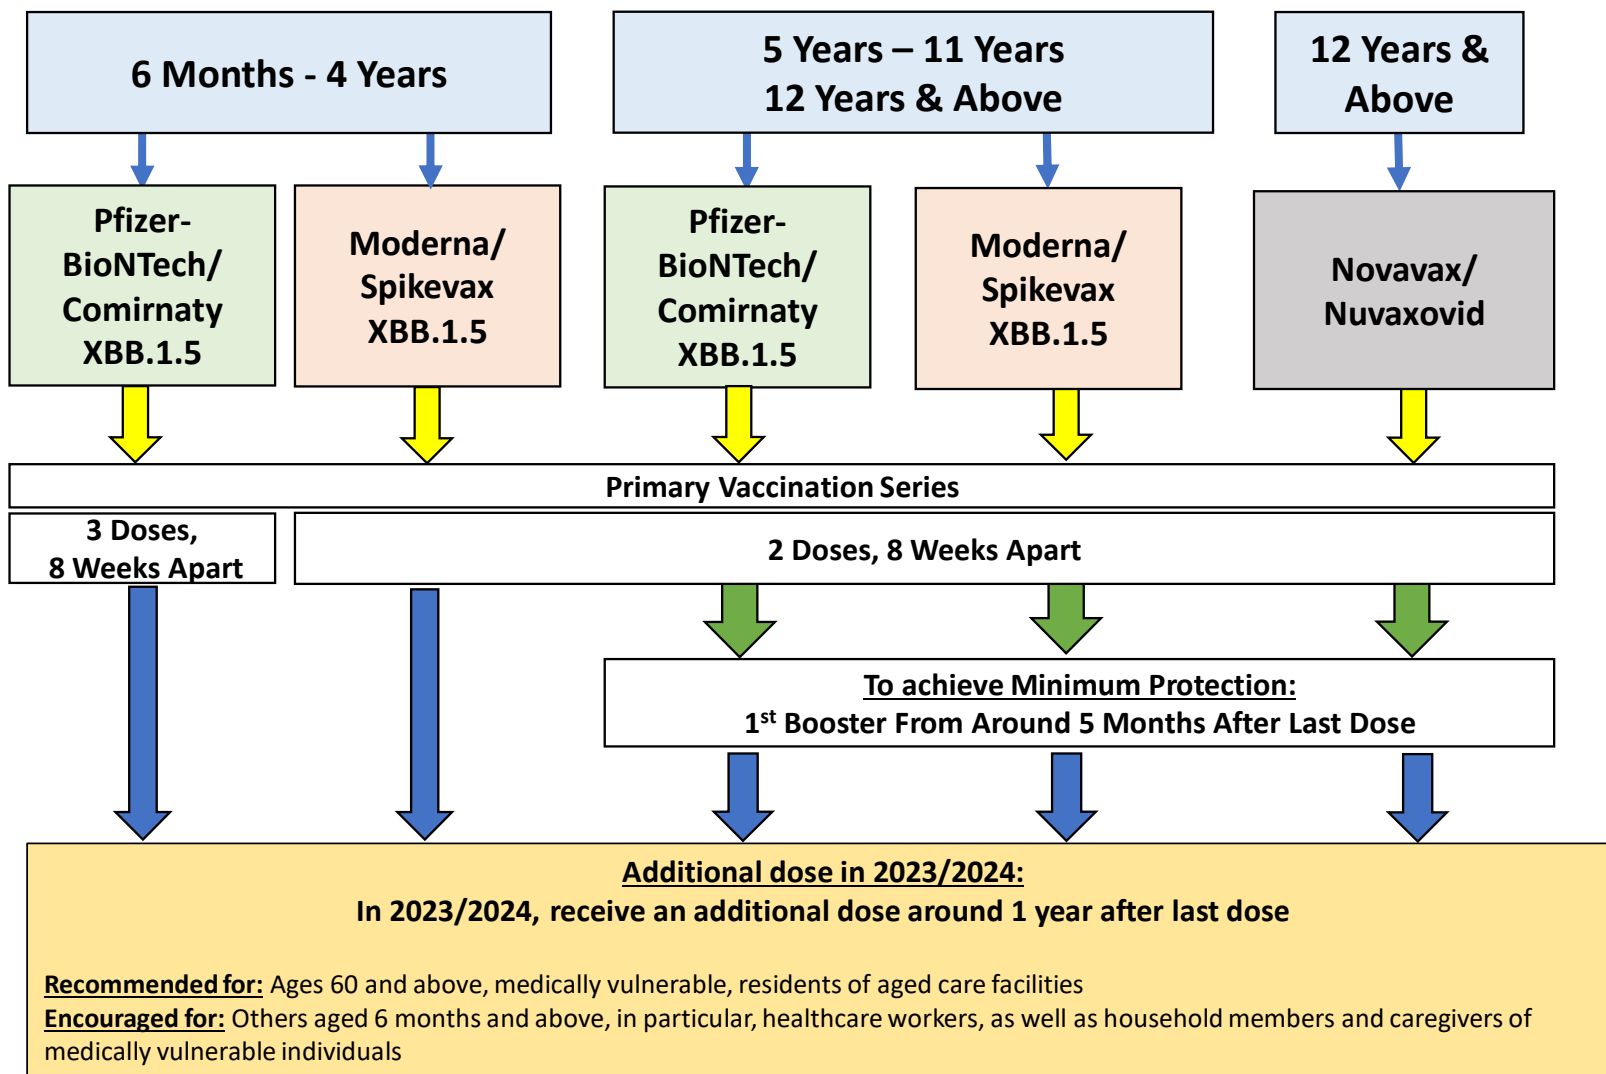 6 Months - 4 Years
5 Years – 11 Years
12 Years & Above
12 Years &
Above
Pfizer-
BioNTech/
Comirnaty
XBB.1.5
Moderna/
Spikevax
XBB.1.5
Pfizer-
BioNTech/
Comirnaty
XBB.1.5
Moderna/
Spikevax
XBB.1.5
Novavax/
Nuvaxovid
Primary Vaccination Series
3 Doses,
8 Weeks Apart
2 Doses, 8 Weeks Apart
To achieve Minimum Protection:
1st Booster From Around 5 Months After Last Dose
Additional dose in 2023/2024:
In 2023/2024, receive an additional dose around 1 year after last dose
Recommended for: Ages 60 and above, medically vulnerable, residents of aged care facilities
Encouraged for: Others aged 6 months and above, in particular, healthcare workers, as well as household members and caregivers of
medically vulnerable individuals